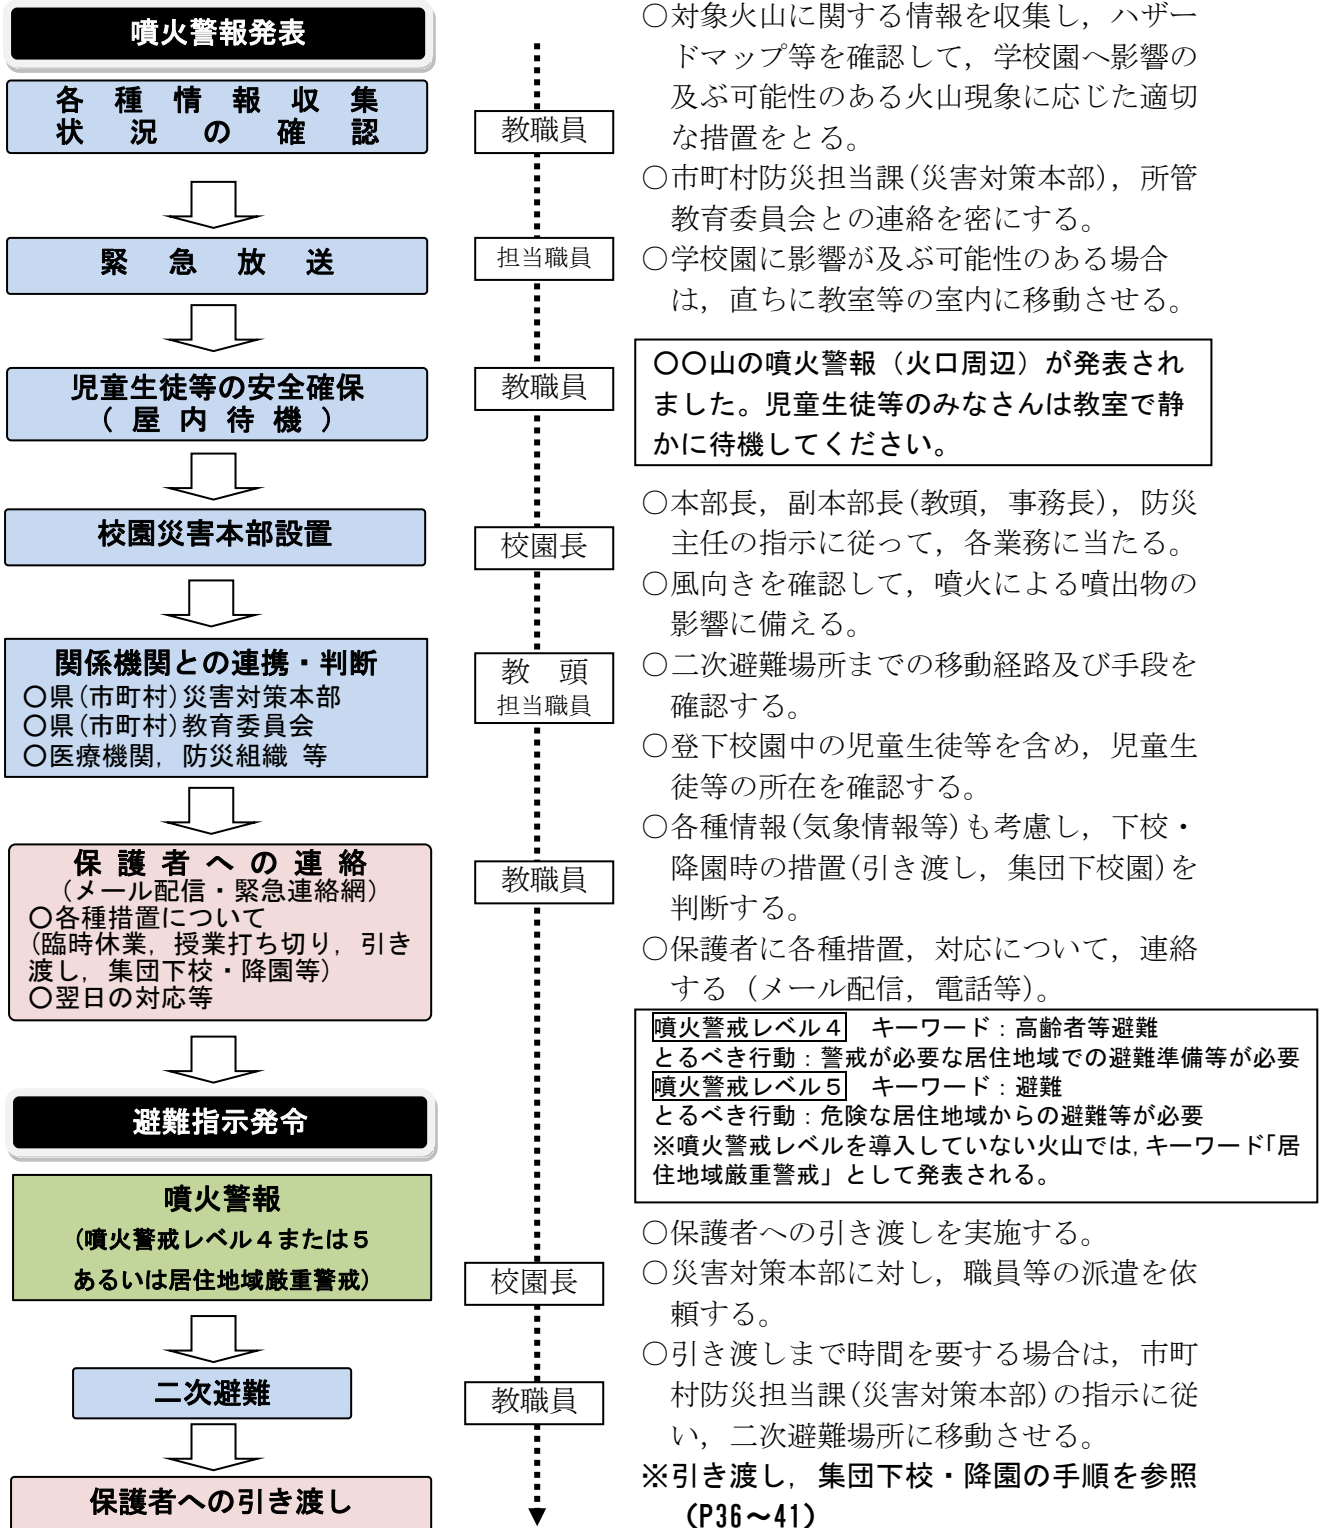 噴火警報発表
各種情報収集
状況の確認
緊急放送
児童生徒等の安全確保
(屋内待機)
校園災害本部設置
関係機関との連携・判断
○県(市町村)災害対策本部
○県(市町村)教育委員会
○医療機関，防災組織 等
保護者への連絡
(メール配信・緊急連絡網)
○各種措置について
(臨時休業，授業打ち切り，引き
渡し，集団下校・降園等)
○翌日の対応等
避難指示発令
噴火警報
(噴火警戒レベル４または５
あるいは居住地域厳重警戒)
二次避難
保護者への引き渡し
教職員
担当職員
教職員
校園長
教　頭
担当職員
教職員
校園長
教職員
○対象火山に関する情報を収集し，ハザー
ドマップ等を確認して，学校園へ影響の
及ぶ可能性のある火山現象に応じた適切
な措置をとる。
○市町村防災担当課(災害対策本部)，所管
教育委員会との連絡を密にする。
○学校園に影響が及ぶ可能性のある場合
は，直ちに教室等の室内に移動させる。
○○山の噴火警報（火口周辺）が発表され
ました。児童生徒等のみなさんは教室で静
かに待機してください。
○本部長，副本部長(教頭，事務長)，防災
主任の指示に従って，各業務に当たる。
○風向きを確認して，噴火による噴出物の
影響に備える。
○二次避難場所までの移動経路及び手段を
確認する。
○登下校園中の児童生徒等を含め，児童生
徒等の所在を確認する。
○各種情報(気象情報等)も考慮し，下校・
降園時の措置(引き渡し，集団下校園)を
判断する。
○保護者に各種措置，対応について，連絡
する（メール配信，電話等)。
噴火警戒レベル４　キーワード：高齢者等避難
とるべき行動：警戒が必要な居住地域での避難準備等が必要
噴火警戒レベル５　キーワード：避難
とるべき行動：危険な居住地域からの避難等が必要
※噴火警戒レベルを導入していない火山では，キーワード「居
住地域厳重警戒」として発表される。
○保護者への引き渡しを実施する。
○災害対策本部に対し，職員等の派遣を依
頼する。
○引き渡しまで時間を要する場合は，市町
村防災担当課(災害対策本部)の指示に従
い，二次避難場所に移動させる。
※引き渡し，集団下校・降園の手順を参照
（P36～41）